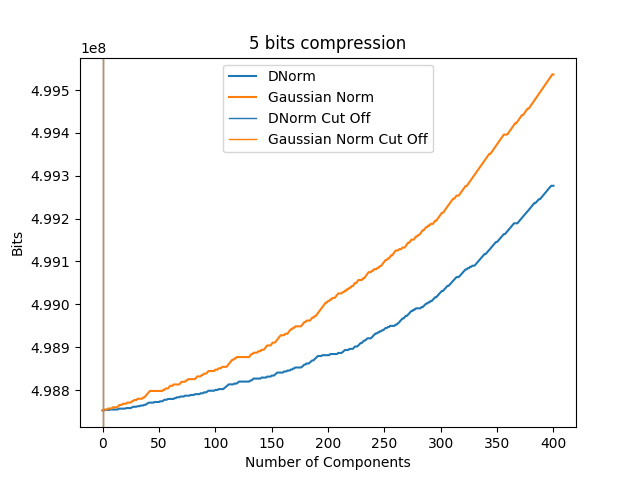 5 bits compression
1e8
DNorm
Gaussian Norm
DNorm Cut Off
Gaussian Norm Cut Off
4.995
4.994
4.993
4.992
4.991
4.990
4.989
4.988
Bits
0 50 100 150 200 250 300 350 400
Number of Components